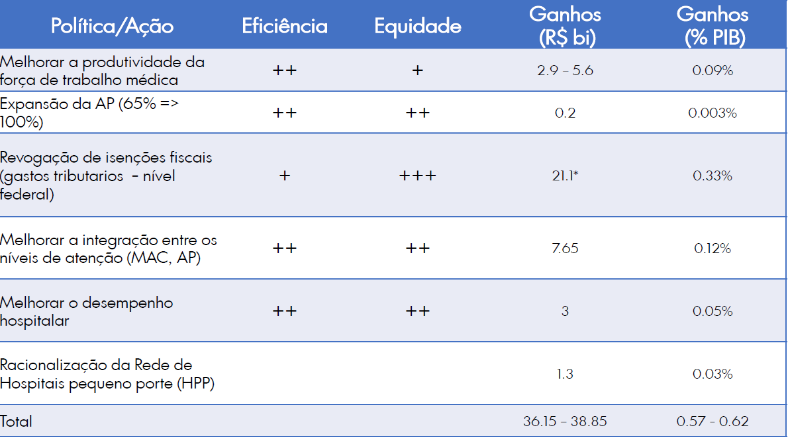 Política/Ação Eficiência Equidade Ganhos (R$ bi) Ganhos (% PIB)
Melhorar a produtividade da
força de trabalho médica ++ + 2.9 – 5.6 0.09%
Expansão da AP (65% =>
100%) ++ ++ 0.2 0.003%
Revogação de isenções fiscais
(gastos tributarios – nível
federal) + +++ 21.1* 0.33%
Melhorar a integração entre os
níveis de atenção (MAC, AP) ++ ++ 7.65 0.12%
Melhorar o desempenho
hospitalar ++ ++ 3 0.05%
Racionalização da Rede de
Hospitais pequeno porte (HPP) 1.3 0.03%
Total 36.15 – 38.85 0.57 – 0.62